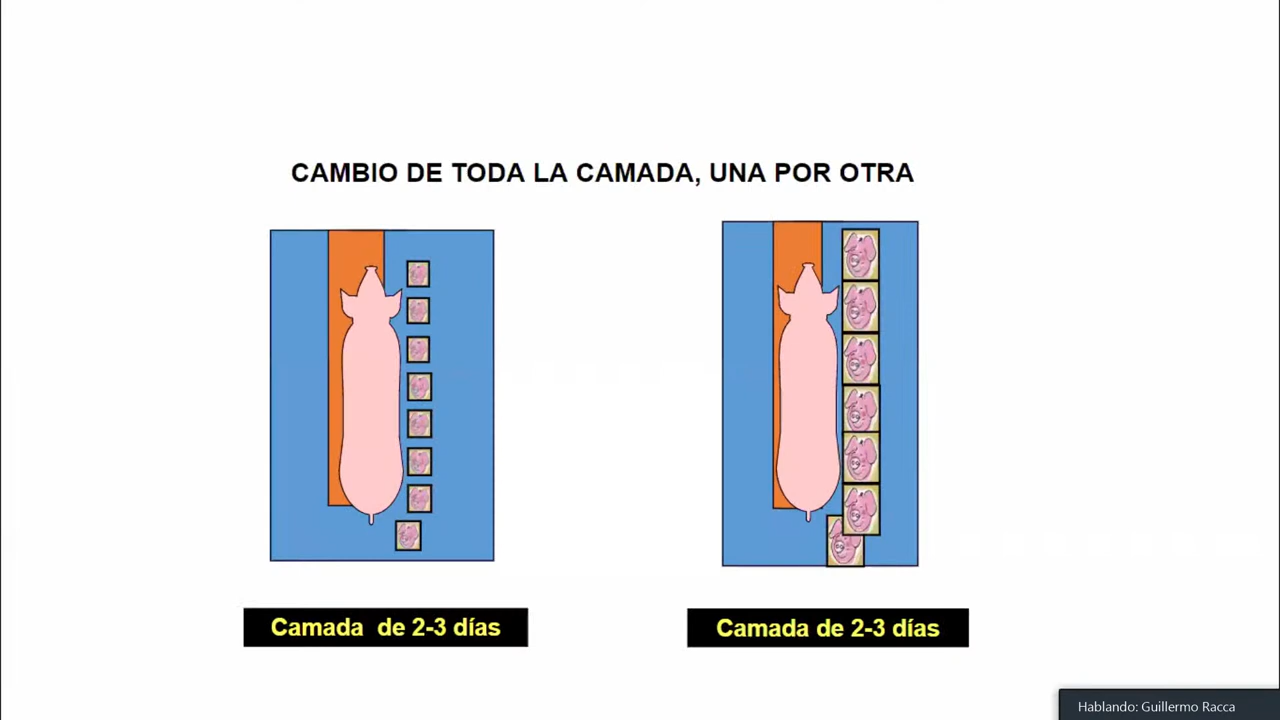 CAMBIO DE TODA LA CAMADA, UNA POR OTRA
Camada de 2-3 días
Camada de 2-3 días
Hablando: Guillermo Racca